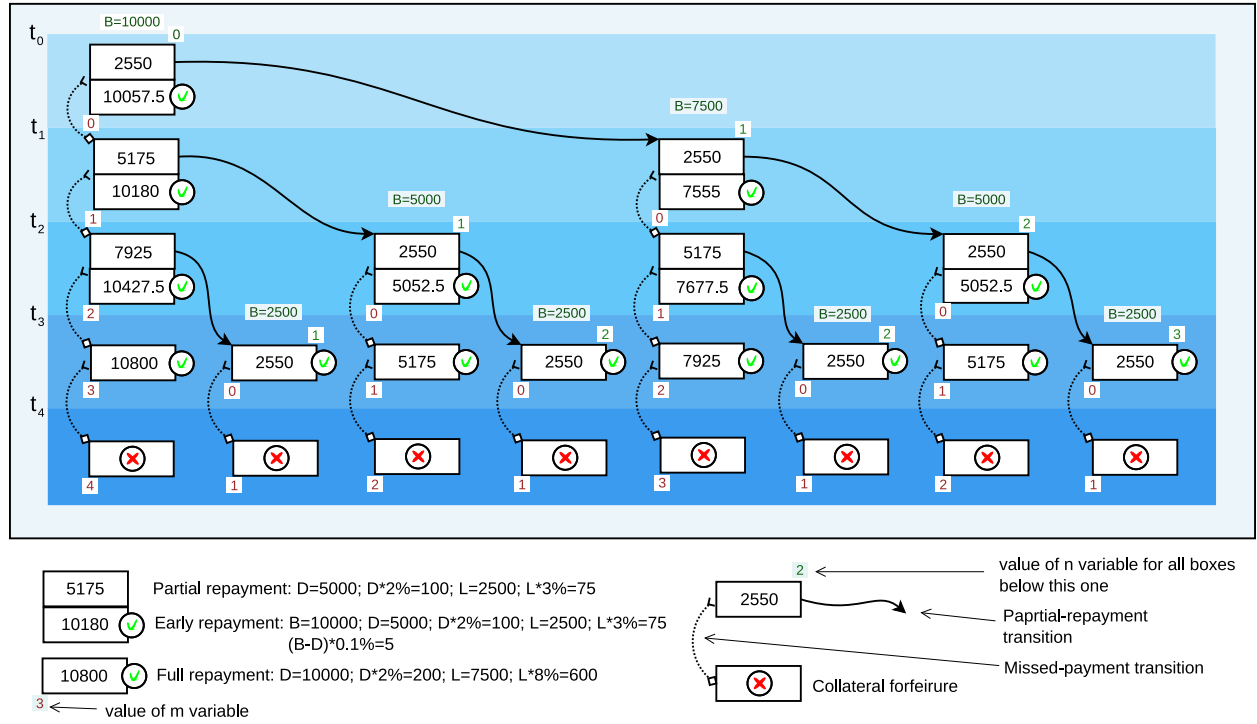 B=10000
t0
0
2550
10057.5
B=7500
0
t1
1
5175
2550
10180
7555
B=5000
B=5000
1
1
0
2
t2
7925
2550
5175
2550
10427.5
5052.5
7677.5
5052.5
2
0
1
0
t3
B=2500
B=2500
B=2500
B=2500
1
2
2
3
10800
2550
5175
2550
7925
2550
5175
2550
3
0
1
0
2
0
1
0
t4
4
1
2
1
3
1
2
1
5175
Partial repayment: D=5000; D*2%=100; L=2500; L*3%=75
10180
Early repayment: B=10000; D=5000; D*2%=100; L=2500; L*3%=75
(B-D)*0.1%=5
10800
Full repayment: D=10000; D*2%=200; L=7500; L*8%=600
3
value of m variable
2
value of n variable for all boxes
below this one
2550
Paprtial-repayment
transition
Missed-payment transition
Collateral forfeirure